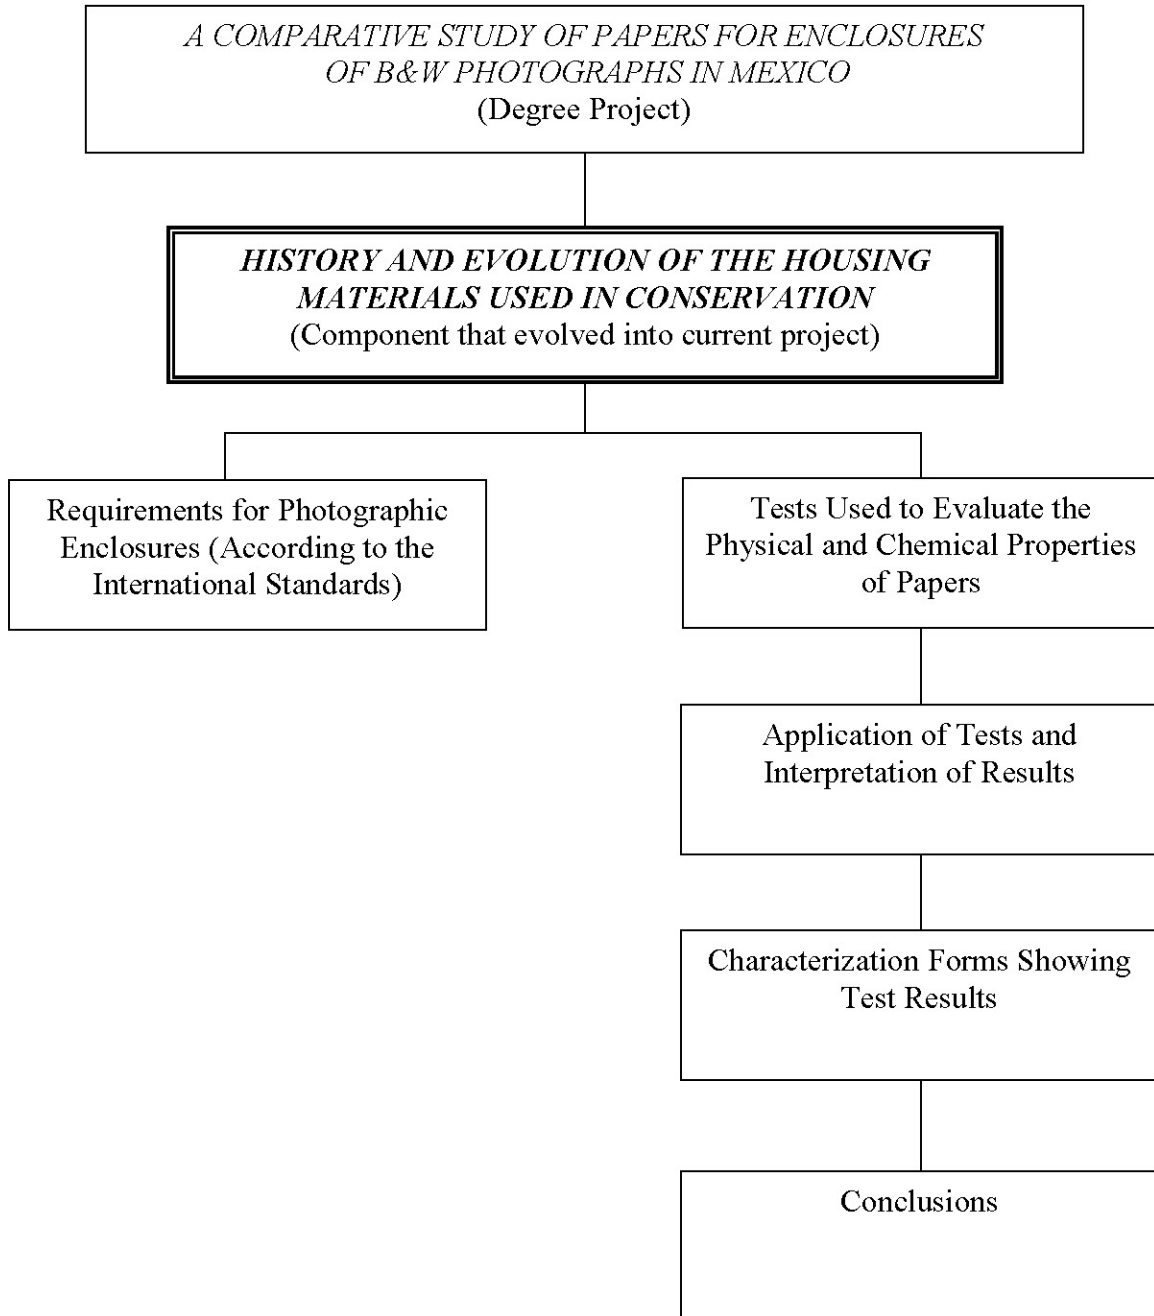 A COMPARATIVE STUDY OF PAPERS FOR ENCLOSURES
OF B&W PHOTOGRAPHS IN MEXICO
(Degree Project)
HISTORY AND EVOLUTION OF THE HOUSING
MATERIALS USED IN CONSERVATION
(Component that evolved into current project)
Requirements for Photographic
Enclosures (According to the
International Standards)
Tests Used to Evaluate the
Physical and Chemical Properties
of Papers
Application of Tests and
Interpretation of Results
Characterization Forms Showing
Test Results
Conclusions